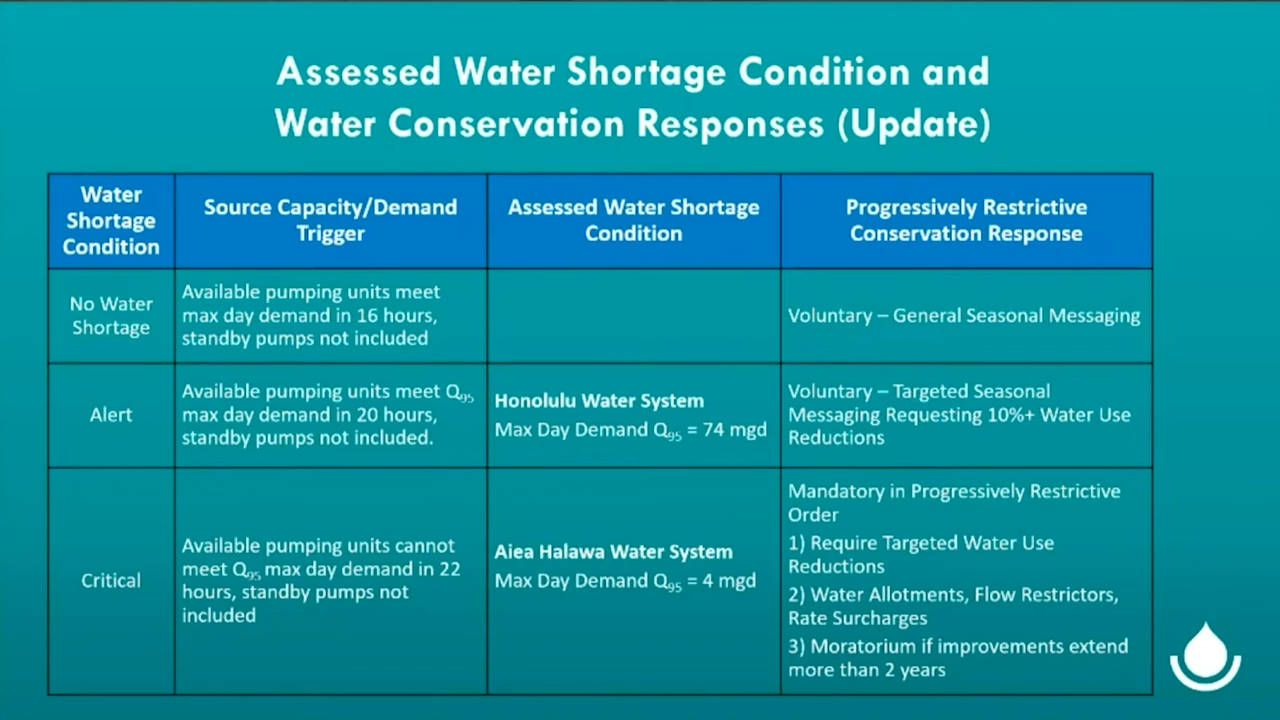 Assessed Water Shortage Condition and
Water Conservation Responses (Update)
Water
Shortage
Condition
Source Capacity/Demand
Trigger
Assessed Water Shortage
Condition
Progressively Restrictive
Conservation Response
No Water
Shortage
Available pumping units meet
max day demand in 16 hours,
standby pumps not included
Voluntary – General Seasonal Messaging
Alert
Available pumping units meet Q95
max day demand in 20 hours,
standby pumps not included.
Honolulu Water System
Max Day Demand Q95 = 74 mgd
Voluntary – Targeted Seasonal
Messaging Requesting 10%+ Water Use
Reductions
Critical
Available pumping units cannot
meet Q95 max day demand in 22
hours, standby pumps not
included
Aiea Halawa Water System
Max Day Demand Q95 = 4 mgd
Mandatory in Progressively Restrictive
Order
1) Require Targeted Water Use
Reductions
2) Water Allotments, Flow Restrictors,
Rate Surcharges
3) Moratorium if improvements extend
more than 2 years